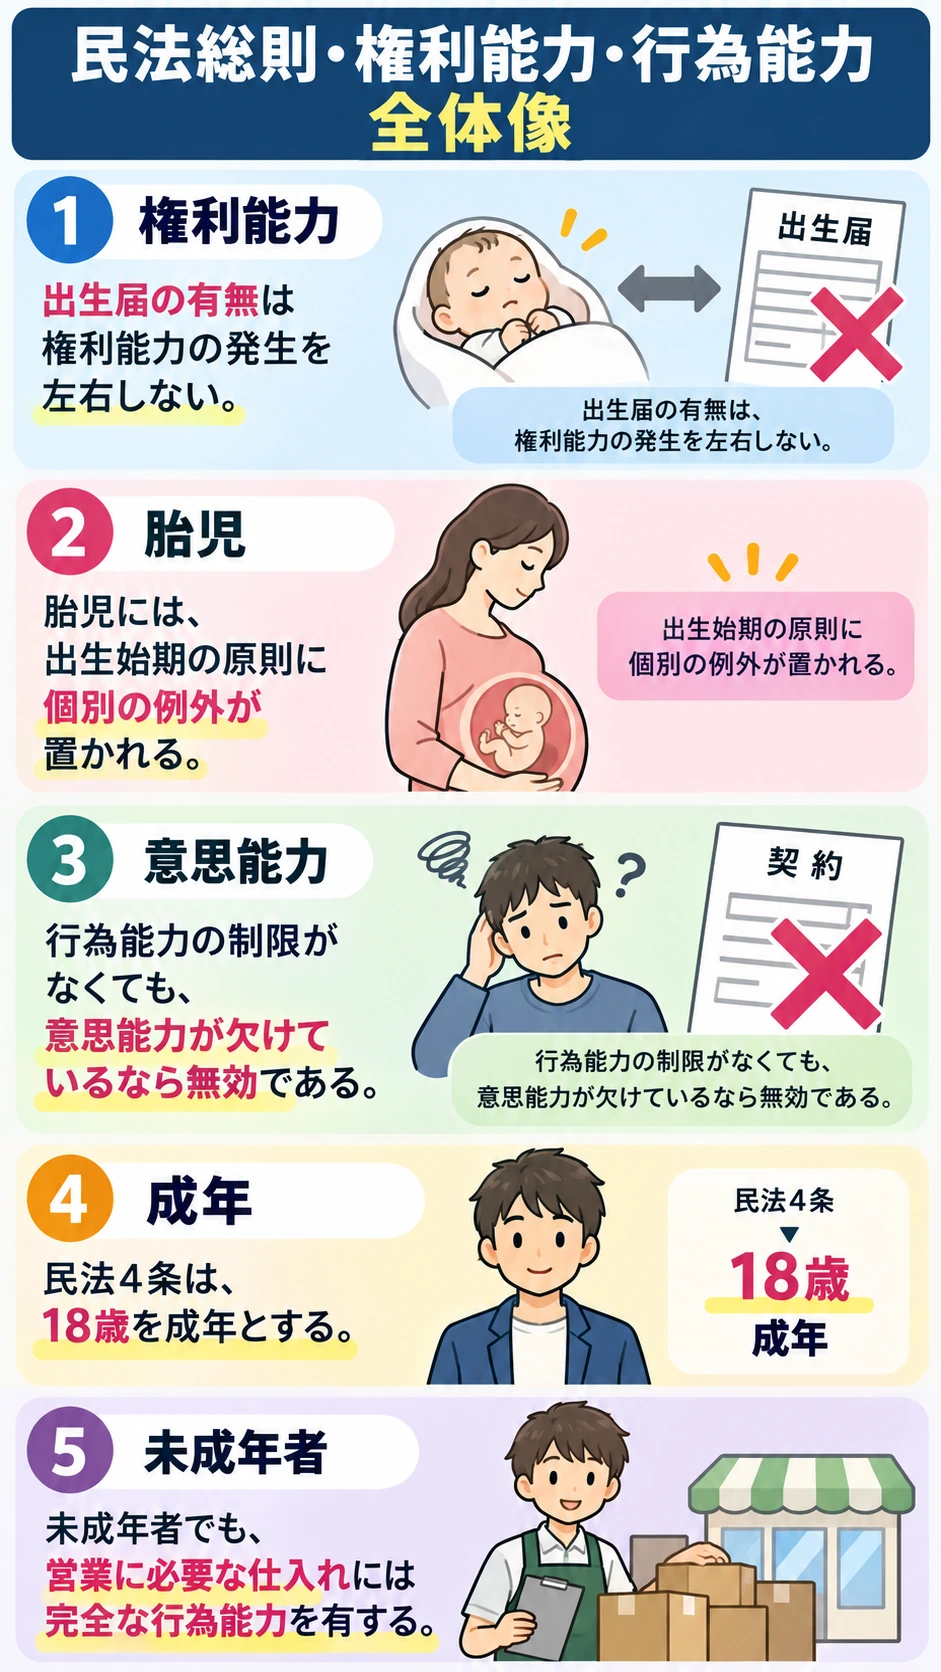 民法総則・権利能力・行為能力
全体像
1 権利能力
出生届の有無は
権利能力の発生を
左右しない。
出生届
出生届の有無は、
権利能力の発生を左右しない。
2 胎児
胎児には、
出生始期の原則に
個別の例外が
置かれる。
出生始期の原則に
個別の例外が置かれる。
3 意思能力
行為能力の制限が
なくても、
意思能力が欠けて
いるなら無効である。
?
契約
行為能力の制限がなくても、
意思能力が欠けているなら無効である。
4 成年
民法4条は、
18歳を成年とする。
民法4条
18歳
成年
5 未成年者
未成年者でも、
営業に必要な仕入れには
完全な行為能力を有する。